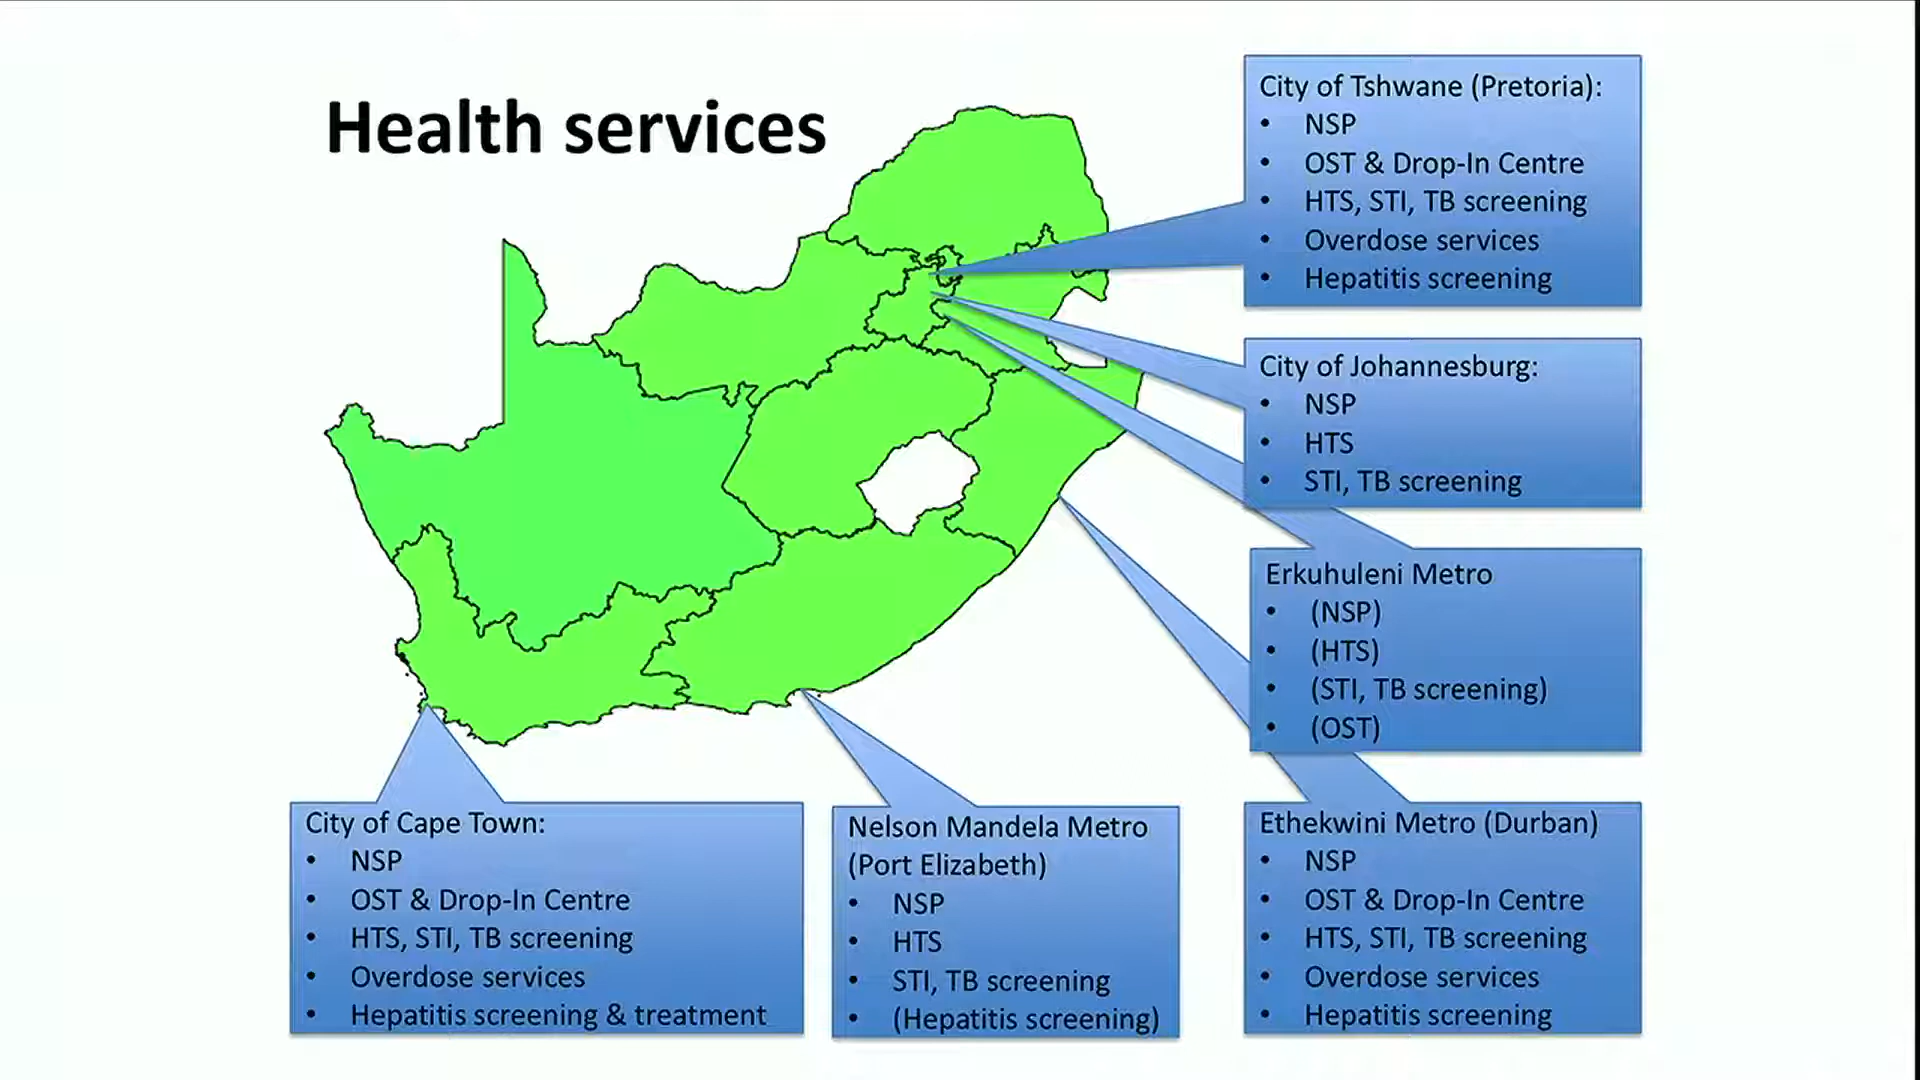 Health services
City of Tshwane (Pretoria):
• NSP
• OST & Drop-In Centre
• HTS, STI, TB screening
• Overdose services
• Hepatitis screening
City of Johannesburg:
• NSP
• HTS
• STI, TB screening
Erkuhuleni Metro
• (NSP)
• (HTS)
• (STI, TB screening)
• (OST)
City of Cape Town:
• NSP
• OST & Drop-In Centre
• HTS, STI, TB screening
• Overdose services
• Hepatitis screening & treatment
Nelson Mandela Metro
(Port Elizabeth)
• NSP
• HTS
• STI, TB screening
• (Hepatitis screening)
Ethekwini Metro (Durban)
• NSP
• OST & Drop-In Centre
• HTS, STI, TB screening
• Overdose services
• Hepatitis screening